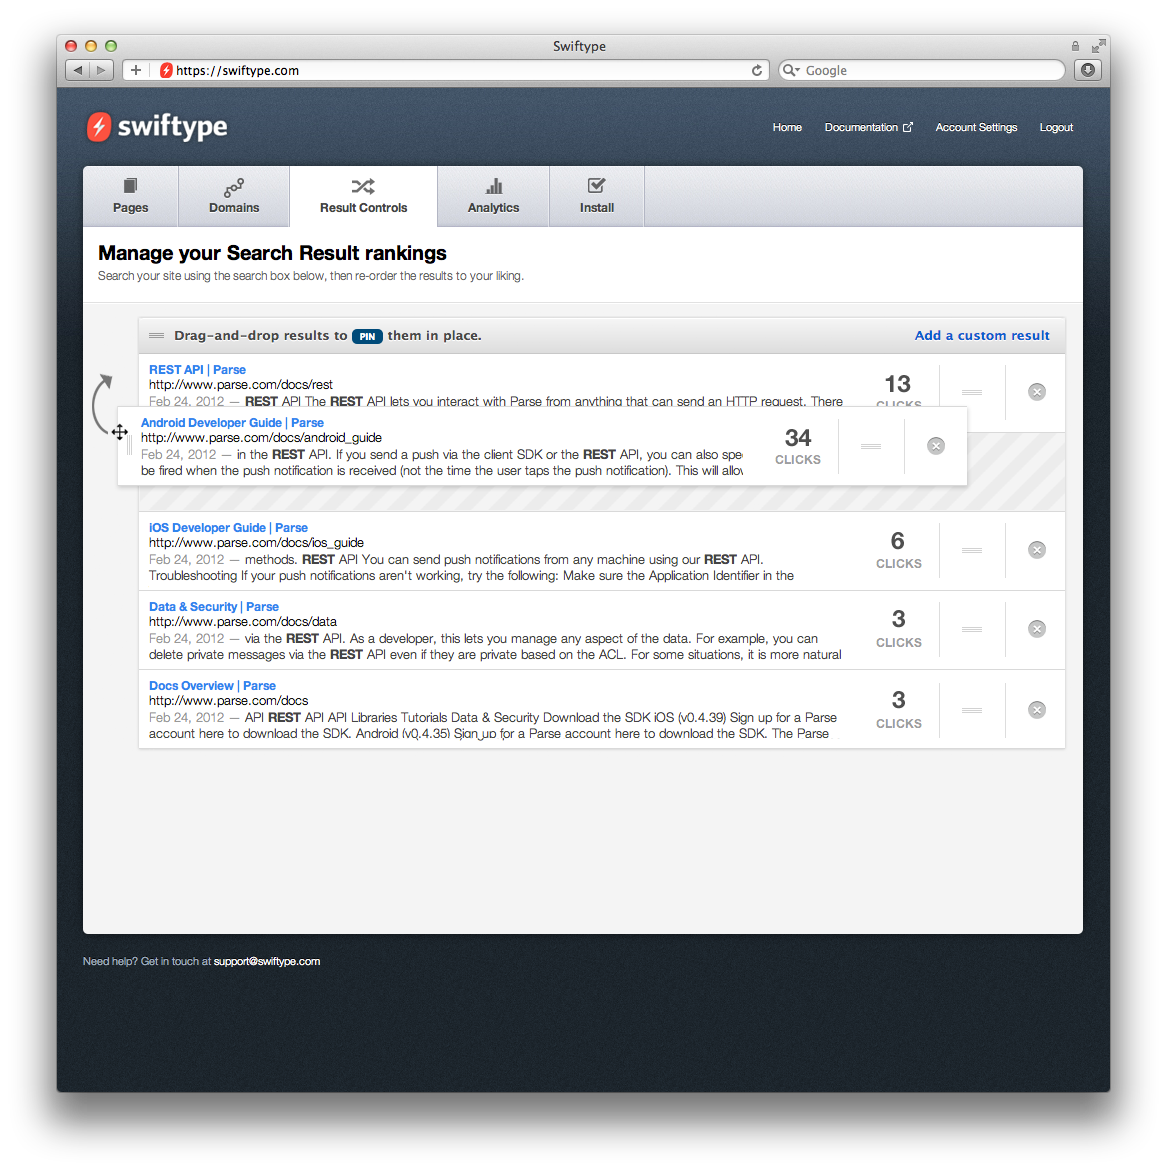 Swiftype
https://swiftype.com
Google
swiftype
Home Documentation Account Settings Logout
Pages Domains Result Controls Analytics Install
Manage your Search Result rankings
Search your site using the search box below, then re-order the results to your liking.
Drag-and-drop results to PIN them in place. Add a custom result
REST API | Parse
http://www.parse.com/docs/rest
Feb 24, 2012 — REST API The REST API lets you interact with Parse from anything that can send an HTTP request. There
13
CLICKS
Android Developer Guide | Parse
http://www.parse.com/docs/android_guide
Feb 24, 2012 — in the REST API. If you send a push via the client SDK or the REST API, you can also spe
be fired when the push notification is received (not the time the user taps the push notification). This will allo
34
CLICKS
iOS Developer Guide | Parse
http://www.parse.com/docs/ios_guide
Feb 24, 2012 — methods. REST API You can send push notifications from any machine using our REST API.
Troubleshooting If your push notifications aren't working, try the following: Make sure the Application Identifier in the
6
CLICKS
Data & Security | Parse
http://www.parse.com/docs/data
Feb 24, 2012 — via the REST API. As a developer, this lets you manage any aspect of the data. For example, you can
delete private messages via the REST API even if they are private based on the ACL. For some situations, it is more natural
3
CLICKS
Docs Overview | Parse
http://www.parse.com/docs
Feb 24, 2012 — API REST API API Libraries Tutorials Data & Security Download the SDK iOS (v0.4.39) Sign up for a Parse
account here to download the SDK. Android (v0.4.35) Sign up for a Parse account here to download the SDK. The Parse
3
CLICKS
Need help? Get in touch at support@swiftype.com